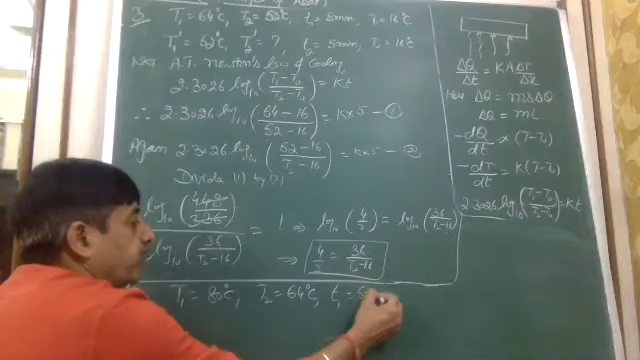 3. T₁ = 64°C, T₂ = 52°C, t₁ = 5min, T₀ = 16°C
T₁' = 52°C, T₂' = ?, t₂ = 5min, T₀ = 16°C
A.T. Newton's law of Cooling
2.3026 log₁₀ (T₁-T₀/T₂-T₀) = Kt
∴ 2.3026 log₁₀ (64-16/52-16) = K×5 — ①
Again 2.3026 log₁₀ (52-16/T₂-16) = K×5 — ②
Divide (1) by (2)
log₁₀ (48/36) / log₁₀ (36/T₂-16) = 1 ⇒ log₁₀ (4/3) = log₁₀ (36/T₂-16)
⇒ 4/3 = 36/T₂-16
T₁ = 80°C, T₂ = 64°C, t₁ = 5
ΔQ/Δt = KAΔT/Δx
Here ΔQ = msΔθ
ΔQ = mL
-dQ/dt ∝ (T-T₀)
-dT/dt = K(T-T₀)
2.3026 log₁₀ (T₁-T₀/T₂-T₀) = Kt